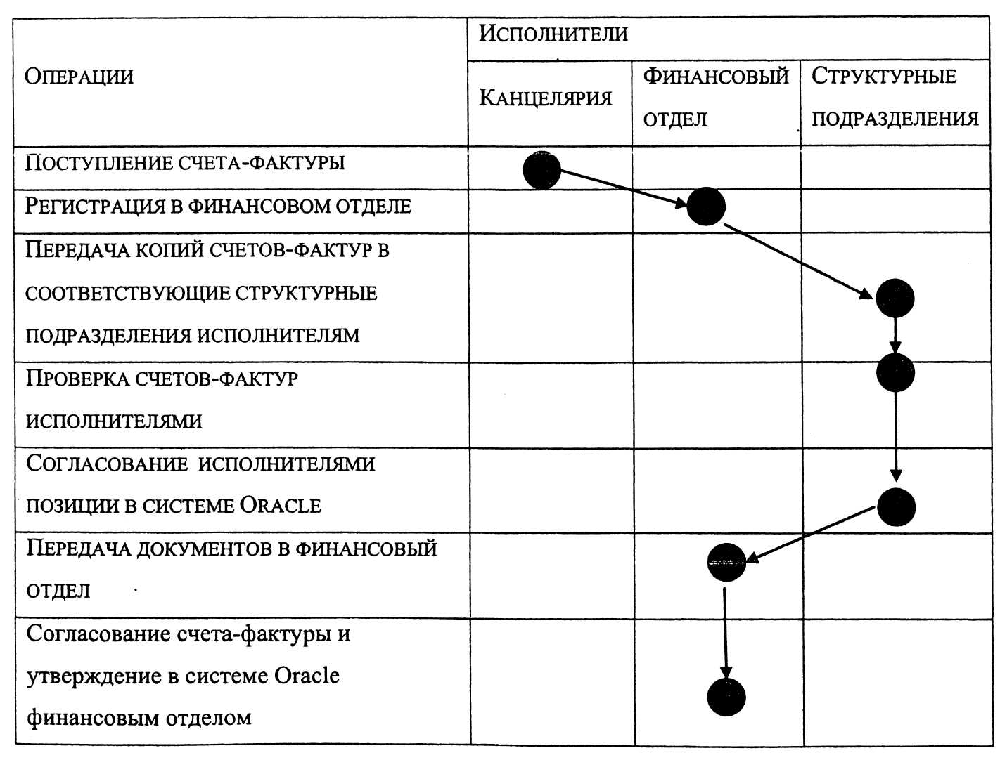 ОПЕРАЦИИ
ИСПОЛНИТЕЛИ
КАНЦЕЛЯРИЯ
ФИНАНСОВЫЙ
ОТДЕЛ
СТРУКТУРНЫЕ
ПОДРАЗДЕЛЕНИЯ
ПОСТУПЛЕНИЕ СЧЕТА-ФАКТУРЫ
РЕГИСТРАЦИЯ В ФИНАНСОВОМ ОТДЕЛЕ
ПЕРЕДАЧА КОПИЙ СЧЕТОВ-ФАКТУР В
СООТВЕТСТВУЮЩИЕ СТРУКТУРНЫЕ
ПОДРАЗДЕЛЕНИЯ ИСПОЛНИТЕЛЯМ
ПРОВЕРКА СЧЕТОВ-ФАКТУР
ИСПОЛНИТЕЛЯМИ
СОГЛАСОВАНИЕ ИСПОЛНИТЕЛЯМИ
ПОЗИЦИИ В СИСТЕМЕ ORACLE
ПЕРЕДАЧА ДОКУМЕНТОВ В ФИНАНСОВЫЙ
ОТДЕЛ
Согласование счета-фактуры и
утверждение в системе Oracle
финансовым отделом